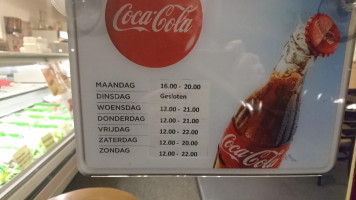 Coca-Cola
MAANDAG 16.00 - 20.00
DINSDAG Gesloten
WOENSDAG 12.00 - 21.00
DONDERDAG 12.00 - 21.00
VRIJDAG 12.00 - 22.00
ZATERDAG 12.00 - 22.00
ZONDAG 12.00 - 22.00
Coca-Cola